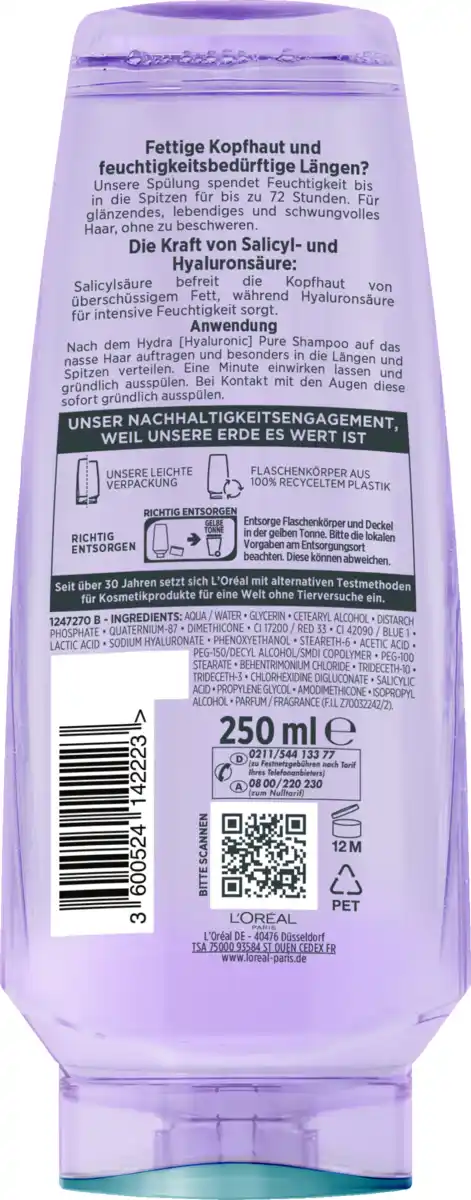 Fettige Kopfhaut und
feuchtigkeitsbedürftige Längen?
Unsere Spülung spendet Feuchtigkeit bis
in die Spitzen für bis zu 72 Stunden. Für
glänzendes, lebendiges und schwungvolles
Haar, ohne zu beschweren.
Die Kraft von Salicyl- und
Hyaluronsäure:
Salicylsäure befreit die Kopfhaut von
überschüssigem Fett, während Hyaluronsäure
für intensive Feuchtigkeit sorgt.
Anwendung
Nach dem Hydra [Hyaluronic] Pure Shampoo auf das
nasse Haar auftragen und besonders in die Längen und
Spitzen verteilen. Eine Minute einwirken lassen und
gründlich ausspülen. Bei Kontakt mit den Augen diese
sofort gründlich ausspülen.
UNSER NACHHALTIGKEITSENGAGEMENT,
WEIL UNSERE ERDE ES WERT IST
UNSERE LEICHTE
VERPACKUNG
FLASCHENKÖRPER AUS
100% RECYCELTEM PLASTIK
RICHTIG
ENTSORGEN
RICHTIG ENTSORGEN
GELBE
TONNE
Entsorge Flaschenkörper und Deckel
in der gelben Tonne. Bitte die lokalen
Vorgaben am Entsorgungsort
beachten. Diese können abweichen.
Seit über 30 Jahren setzt sich L'Oréal mit alternativen Testmethoden
für Kosmetikprodukte für eine Welt ohne Tierversuche ein.
1247270 B - INGREDIENTS: AQUA / WATER • GLYCERIN • CETEARYL ALCOHOL • DISTARCH
PHOSPHATE • QUATERNIUM-87 • DIMETHICONE • CI 17200 / RED 33 • CI 42090 / BLUE 1 •
LACTIC ACID • SODIUM HYALURONATE • PHENOXYETHANOL • STEARETH-6 • ACETIC ACID •
PEG-150/DECYL ALCOHOL/SMDI COPOLYMER • PEG-100
STEARATE • BEHENTRIMONIUM CHLORIDE • TRIDECETH-10 •
TRIDECETH-3 • CHLORHEXIDINE DIGLUCONATE • SALICYLIC
ACID • PROPYLENE GLYCOL • AMODIMETHICONE • ISOPROPYL
ALCOHOL • PARFUM / FRAGRANCE (F.I.L Z70032242/2).
250 ml ℮
D 0211/544 133 77
(zu Festnetzgebühren nach Tarif
Ihres Telefonanbieters)
A 08 00/220 230
(zum Nulltarif)
3 600524 142223 >
BITTE SCANNEN
12 M
PET
L'ORÉAL
PARIS
L'Oréal DE - 40476 Düsseldorf
TSA 75000 93584 ST OUEN CEDEX FR
www.loreal-paris.de